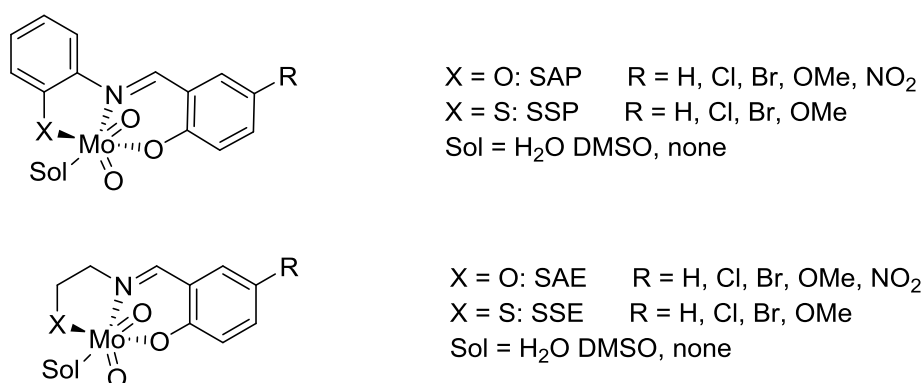 R
N
O
X
Mo
O
Sol
O
X = O: SAP R = H, Cl, Br, OMe, NO2
X = S: SSP R = H, Cl, Br, OMe
Sol = H2O DMSO, none
R
N
O
X
Mo
O
Sol
O
X = O: SAE R = H, Cl, Br, OMe, NO2
X = S: SSE R = H, Cl, Br, OMe
Sol = H2O DMSO, none